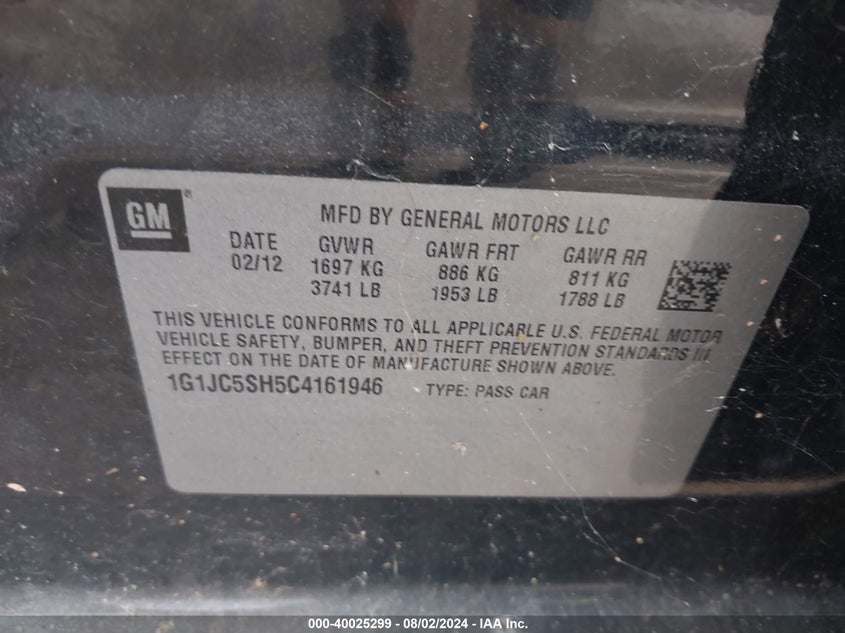 GM®
MFD BY GENERAL MOTORS LLC
DATE GVWR GAWR FRT GAWR RR
02/12 1697 KG 886 KG 811 KG
3741 LB 1953 LB 1788 LB
THIS VEHICLE CONFORMS TO ALL APPLICABLE U.S. FEDERAL MOTOR
VEHICLE SAFETY, BUMPER, AND THEFT PREVENTION STANDARDS IN
EFFECT ON THE DATE OF MANUFACTURE SHOWN ABOVE.
1G1JC5SH5C4161946 TYPE: PASS CAR
000-40025299 - 08/02/2024 - IAA, Inc.